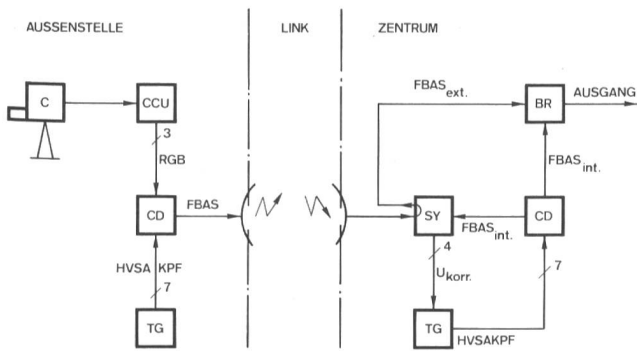 AUSSENSTELLE
LINK
ZENTRUM
C
CCU
3
RGB
CD
FBAS
HVSA KPF
7
TG
FBAS ext.
BR
AUSGANG
FBAS int.
SY
FBAS int.
CD
4
U korr.
7
TG
HVSAKPF